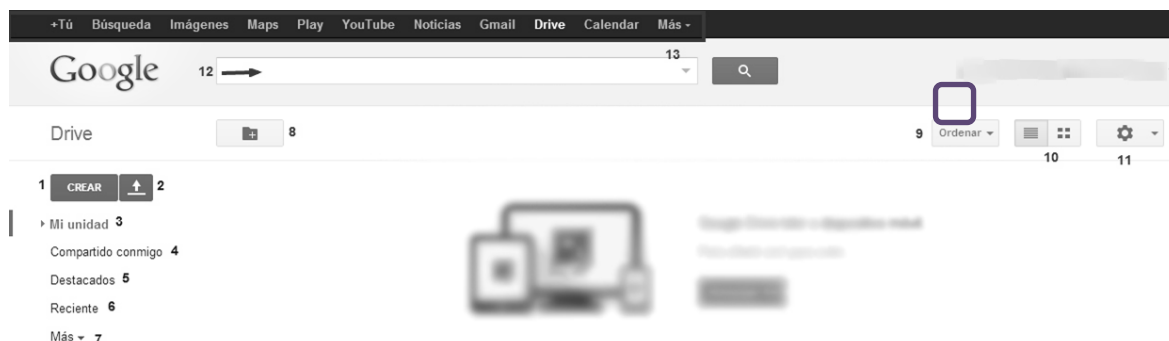 +Tú Búsqueda Imágenes Maps Play YouTube Noticias Gmail Drive Calendar Más
13
Google 12
Drive 8 9 Ordenar
10 11
1 CREAR 2
Mi unidad 3
Compartido conmigo 4
Destacados 5
Reciente 6
Más 7